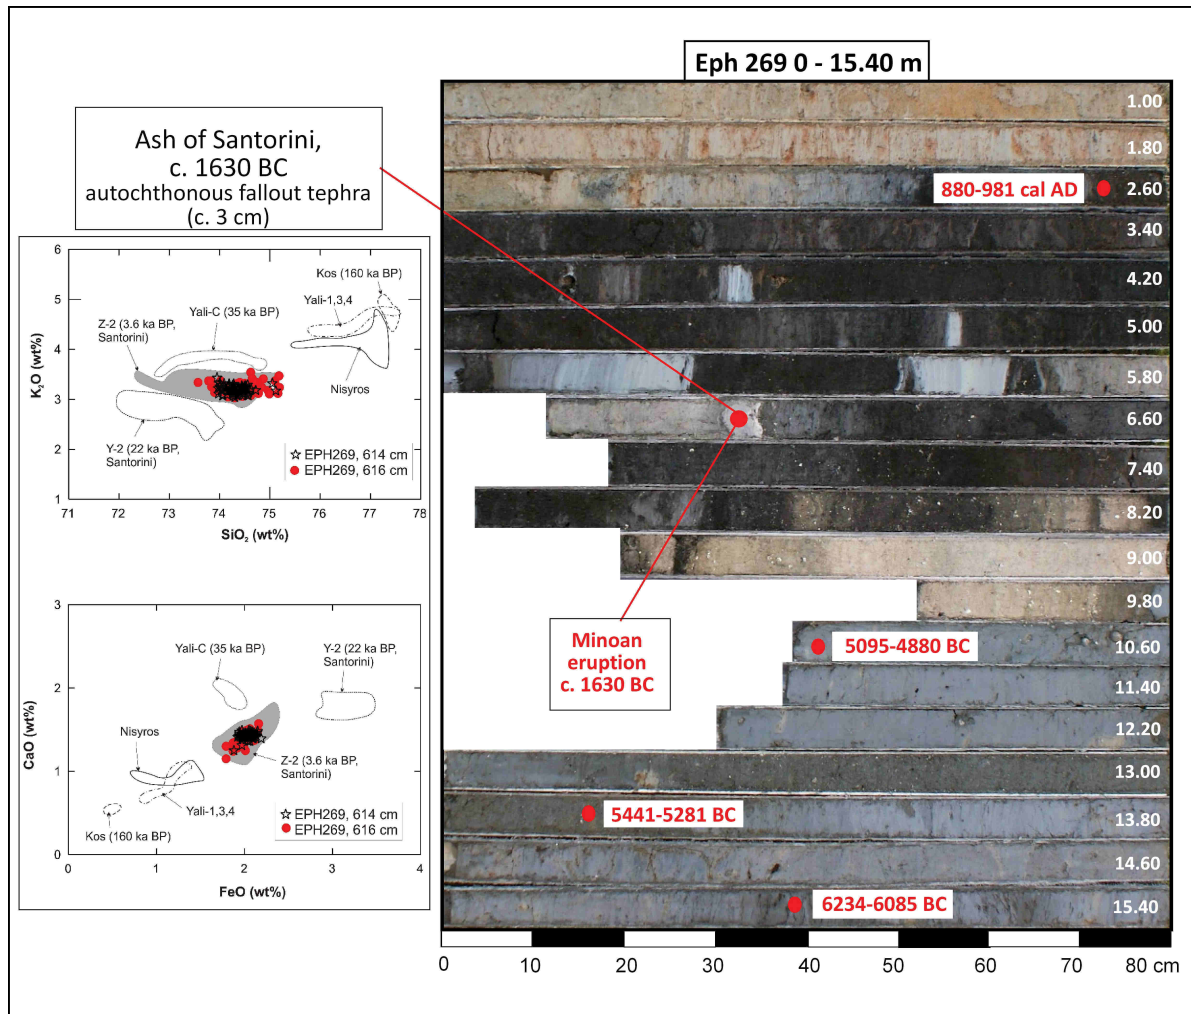 Eph 269 0 - 15.40 m
Ash of Santorini,
c. 1630 BC
autochthonous fallout tephra
(c. 3 cm)
K₂O (wt%)
6
5
4
3
2
1
Kos (160 ka BP)
Yali-1,3,4
Yali-C (35 ka BP)
Z-2 (3.6 ka BP,
Santorini)
Nisyros
Y-2 (22 ka BP,
Santorini)
EPH269, 614 cm
EPH269, 616 cm
71 72 73 74 75 76 77 78
SiO₂ (wt%)
CaO (wt%)
3
2
1
0
Yali-C (35 ka BP)
Y-2 (22 ka BP,
Santorini)
Nisyros
Z-2 (3.6 ka BP,
Santorini)
Yali-1,3,4
Kos (160 ka BP)
EPH269, 614 cm
EPH269, 616 cm
0 1 2 3 4
FeO (wt%)
1.00
1.80
880-981 cal AD 2.60
3.40
4.20
5.00
5.80
6.60
7.40
8.20
9.00
9.80
Minoan
eruption
c. 1630 BC
5095-4880 BC 10.60
11.40
12.20
13.00
5441-5281 BC 13.80
14.60
6234-6085 BC 15.40
0 10 20 30 40 50 60 70 80 cm